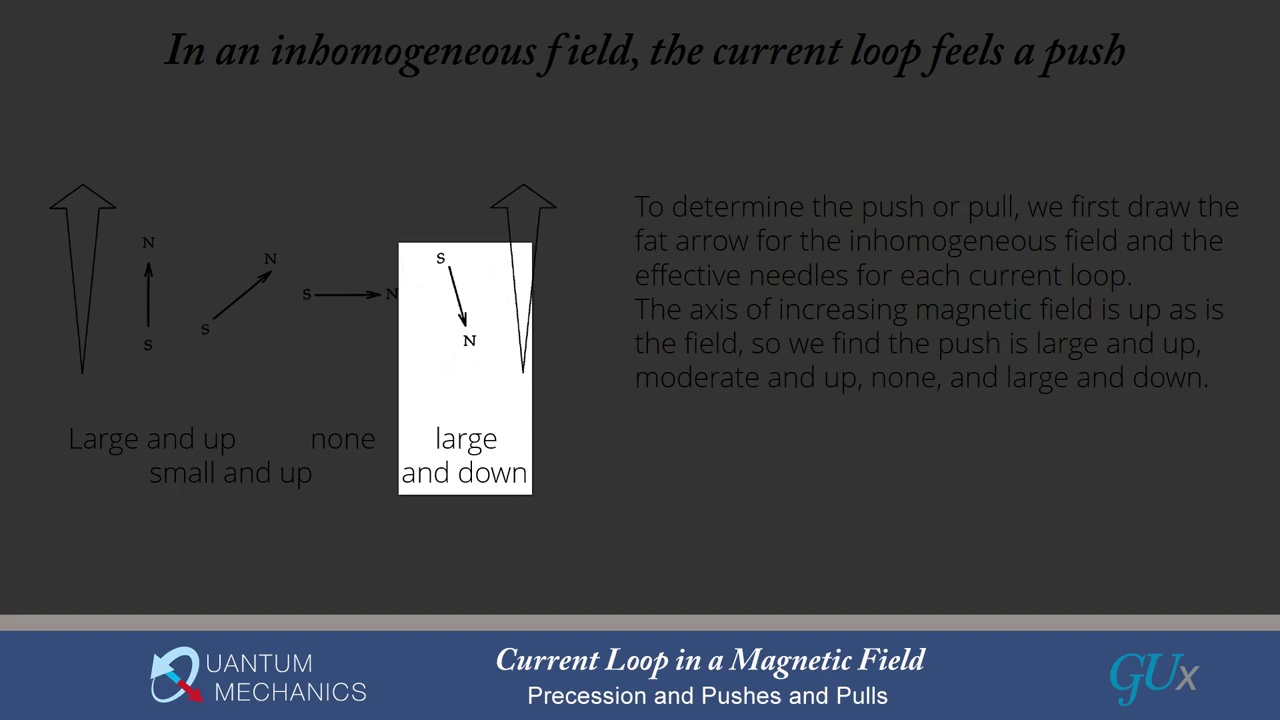 In an inhomogeneous field, the current loop feels a push
N
S
N
S
S
N
S
N
Large and up
small and up
none
large
and down
To determine the push or pull, we first draw the
fat arrow for the inhomogeneous field and the
effective needles for each current loop.
The axis of increasing magnetic field is up as is
the field, so we find the push is large and up,
moderate and up, none, and large and down.
QUANTUM
MECHANICS
Current Loop in a Magnetic Field
Precession and Pushes and Pulls
GUx